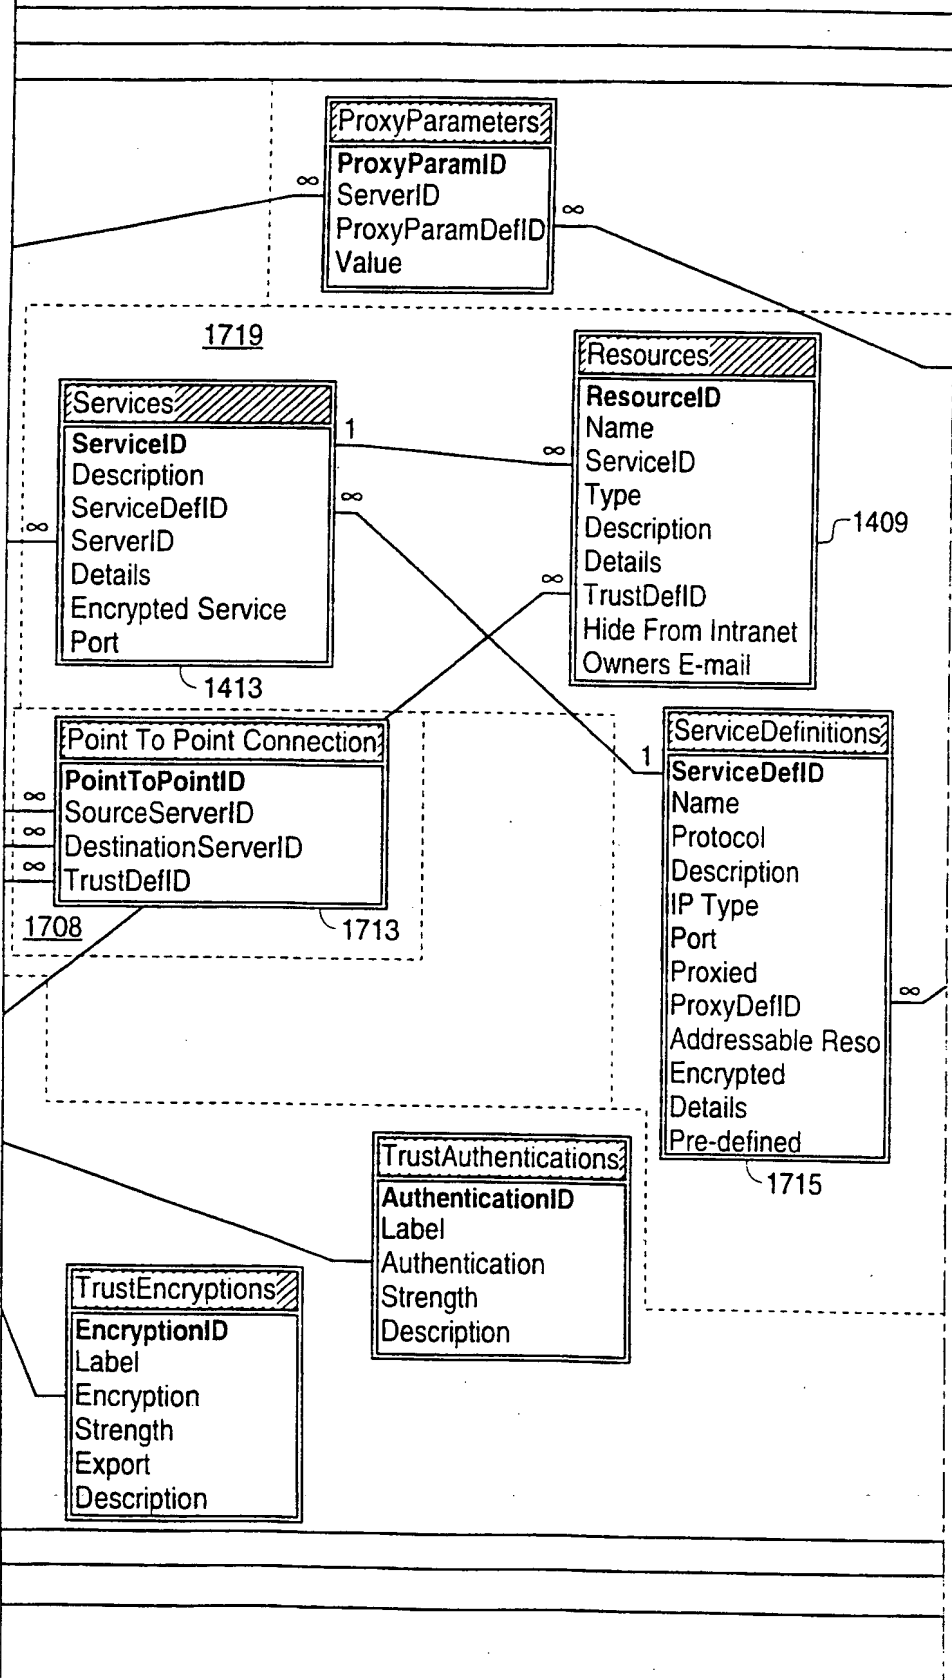 ProxyParameters
ProxyParamID
∞
ServerID
∞
ProxyParamDefID
Value
1719
Resources
ResourceID
Name
∞
ServiceID
Type
Description
Details
∞
TrustDefID
Hide From Intranet
Owners E-mail
1409
Services
ServiceID
1
Description
∞
ServiceDefID
∞
ServerID
Details
Encrypted Service
Port
1413
Point To Point Connection
PointToPointID
∞
SourceServerID
∞
DestinationServerID
∞
TrustDefID
1708
1713
ServiceDefinitions
1
ServiceDefID
Name
Protocol
Description
IP Type
Port
Proxied
∞
ProxyDefID
Addressable Reso
Encrypted
Details
Pre-defined
1715
TrustAuthentications
AuthenticationID
Label
Authentication
Strength
Description
TrustEncryptions
EncryptionID
Label
Encryption
Strength
Export
Description